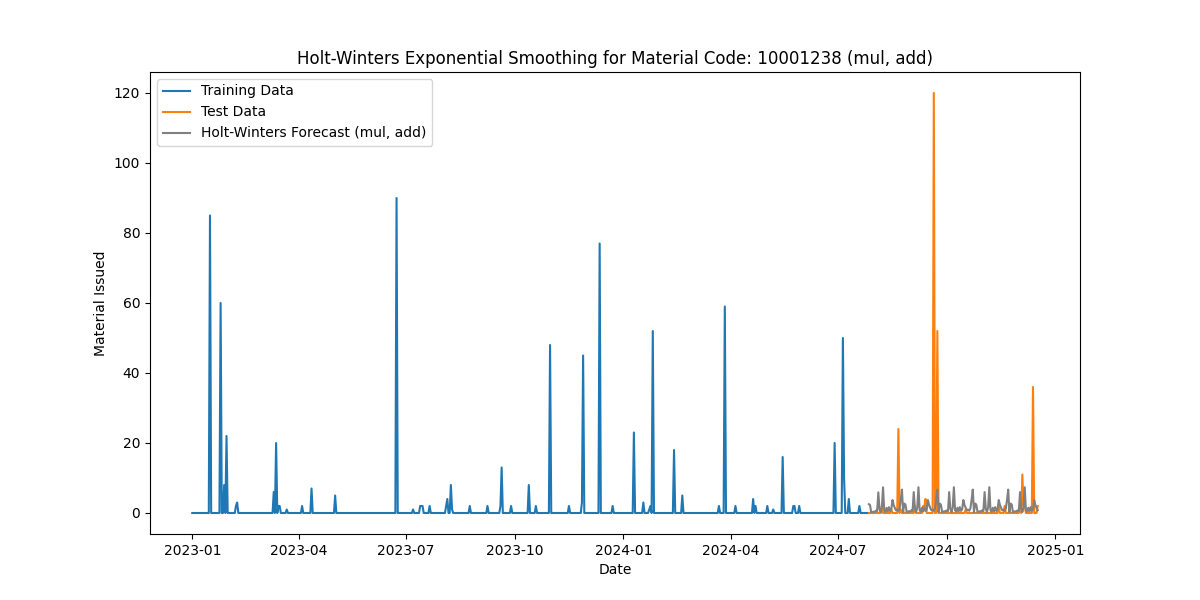 Holt-Winters Exponential Smoothing for Material Code: 10001238 (mul, add)
Training Data
Test Data
Holt-Winters Forecast (mul, add)
120
100
80
60
40
20
0
Material Issued
2023-01 2023-04 2023-07 2023-10 2024-01 2024-04 2024-07 2024-10 2025-01
Date